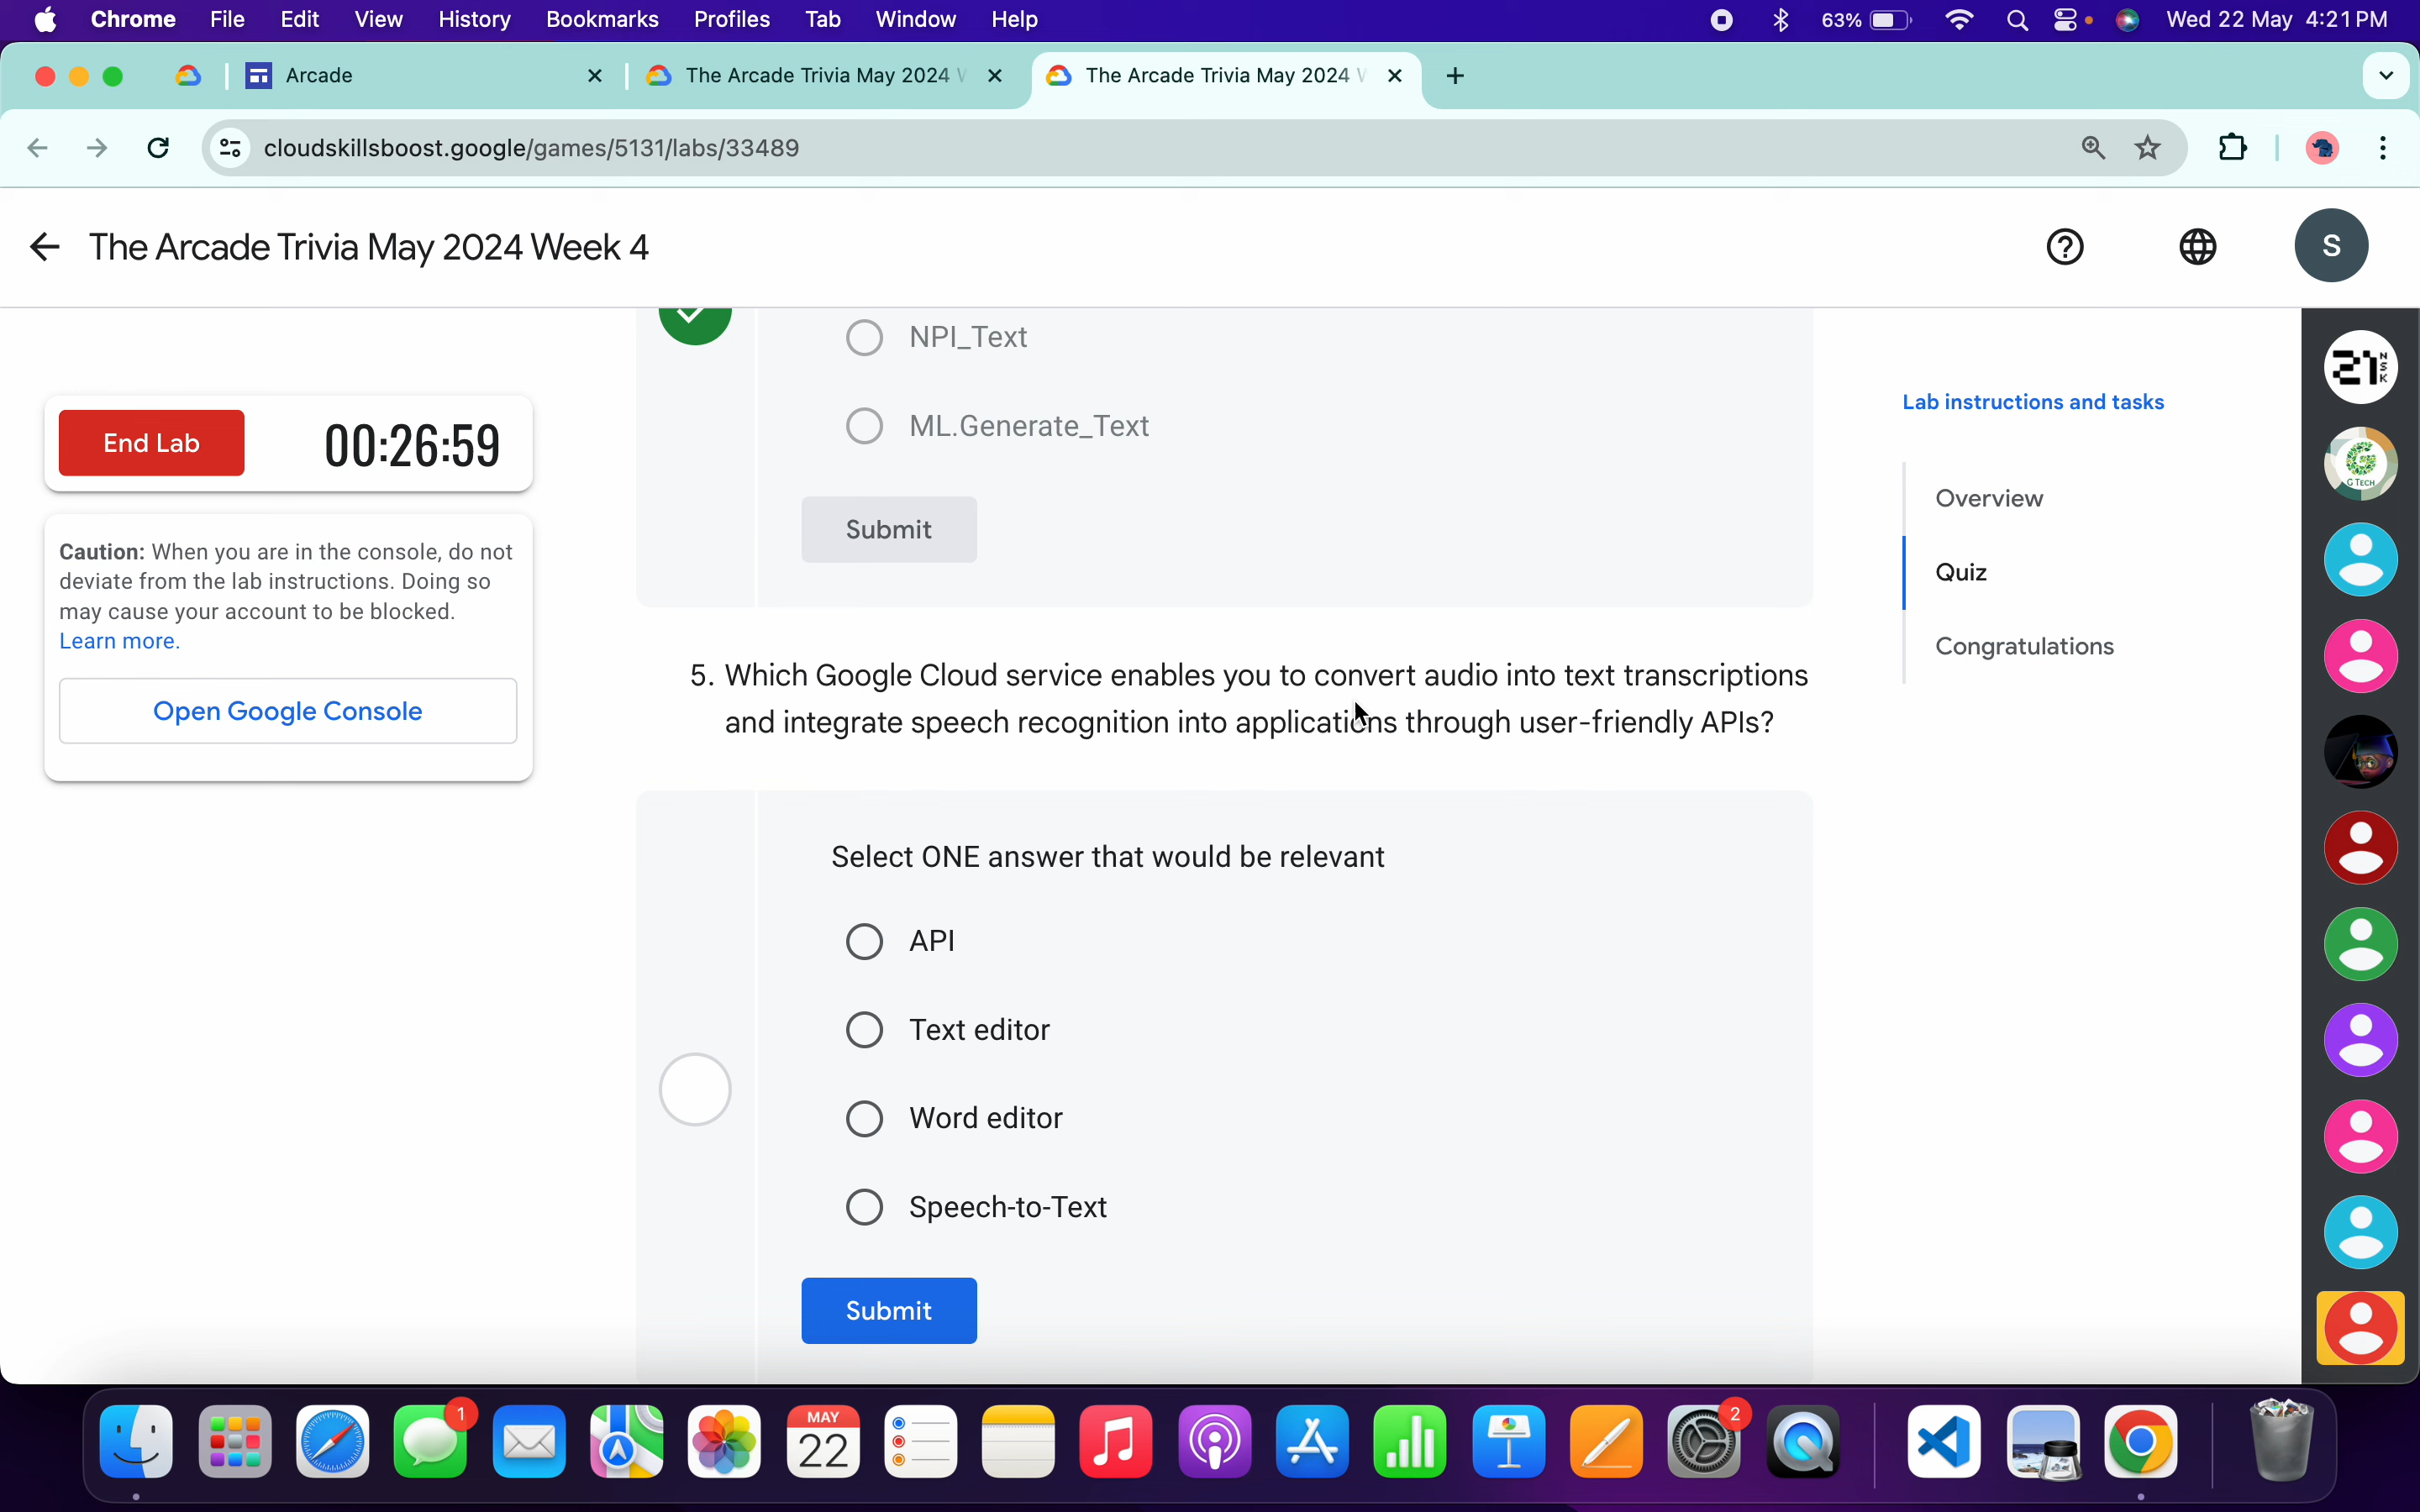 Chrome File Edit View History Bookmarks Profiles Tab Window Help 63% Wed 22 May 4:21 PM
Arcade The Arcade Trivia May 2024 The Arcade Trivia May 2024
cloudskillsboost.google/games/5131/labs/33489
The Arcade Trivia May 2024 Week 4 S
NPI_Text
ML.Generate_Text
Submit
End Lab 00:26:59
Caution: When you are in the console, do not
deviate from the lab instructions. Doing so
may cause your account to be blocked.
Learn more.
Open Google Console
5. Which Google Cloud service enables you to convert audio into text transcriptions
and integrate speech recognition into applications through user-friendly APIs?
Select ONE answer that would be relevant
API
Text editor
Word editor
Speech-to-Text
Submit
Lab instructions and tasks
Overview
Quiz
Congratulations
21 NSK
G TECH
1
MAY
22
2